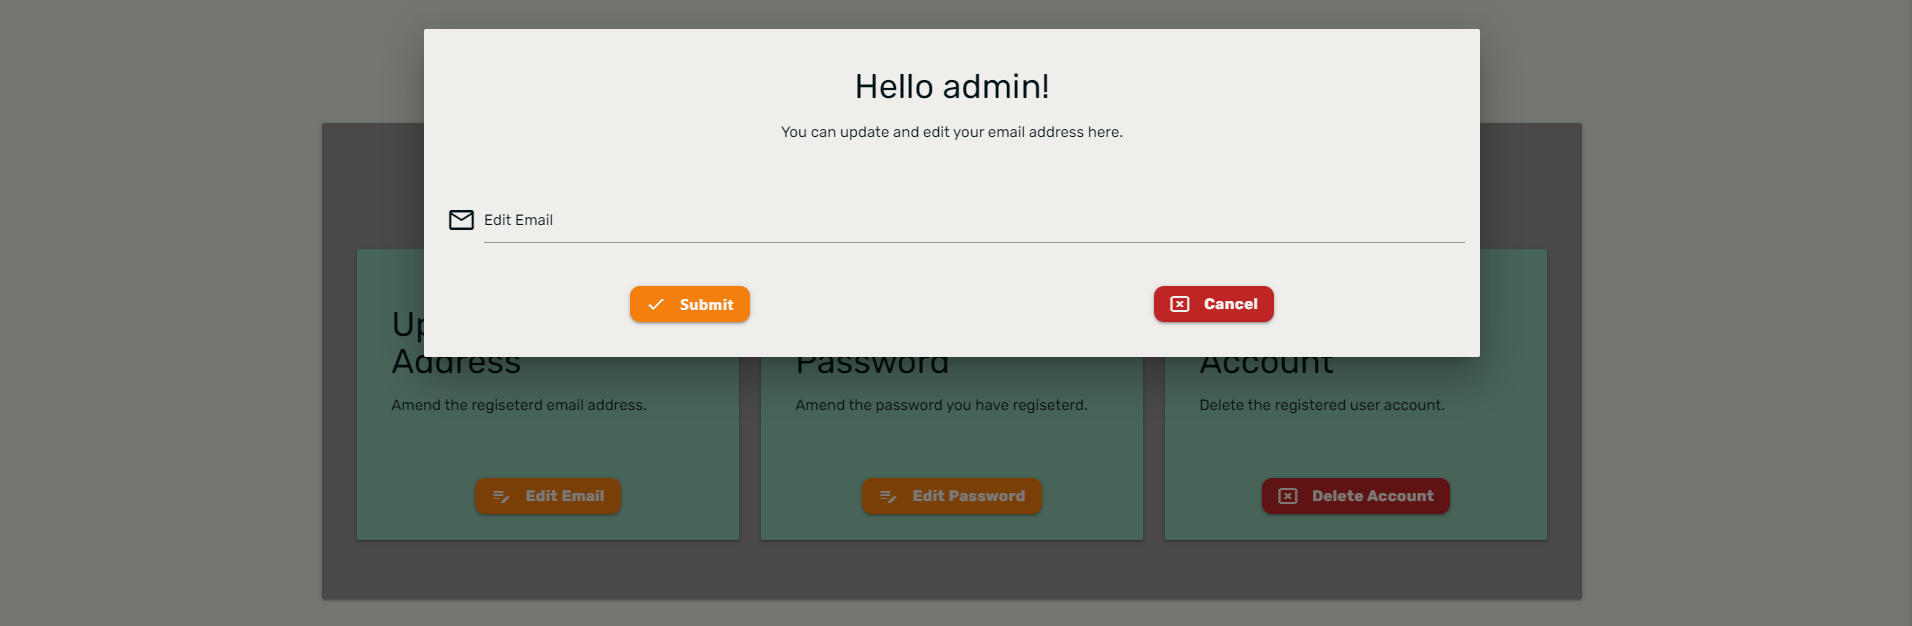 Hello admin!
You can update and edit your email address here.
Edit Email
Submit
Cancel
Address
Amend the regiseterd email address.
Edit Email
Password
Amend the password you have regiseterd.
Edit Password
Account
Delete the registered user account.
Delete Account